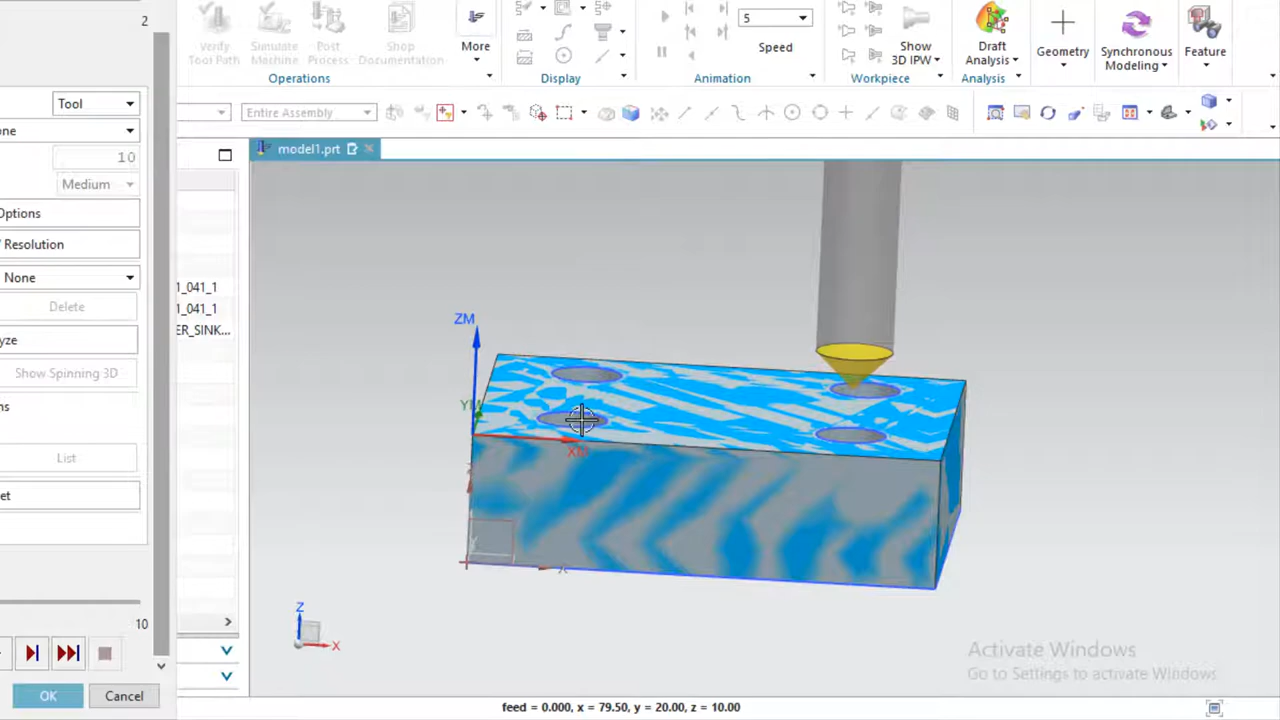 2
Tool
one
10
Medium
Options
Resolution
None
Delete
yze
Show Spinning 3D
ns
List
et
10
OK
Cancel
Verify Tool Path
Simulate Machine
Post Process
Shop Documentation
More
Operations
Display
5
Speed
Animation
Show 3D IPW
Workpiece
Draft Analysis
Analysis
Geometry
Synchronous Modeling
Feature
Entire Assembly
model1.prt
1_041_1
1_041_1
ER_SINK...
ZM
YM
XM
X
Z
X
Activate Windows
Go to Settings to activate Windows.
feed = 0.000, x = 79.50, y = 20.00, z = 10.00